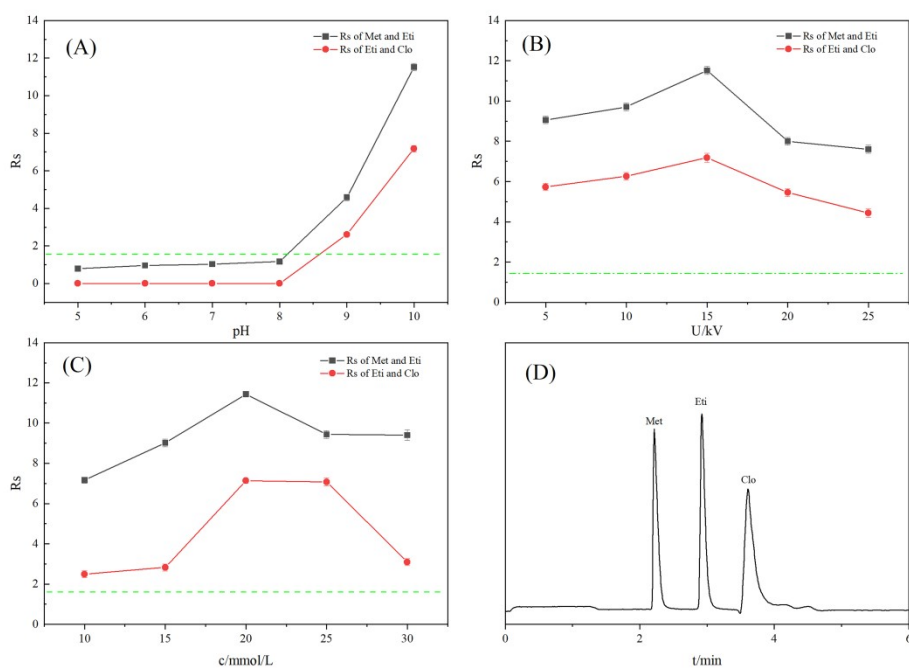 (A)
Rs of Met and Eti
Rs of Eti and Clo
14
12
10
8
6
4
2
0
Rs
5 6 7 8 9 10
pH
(B)
Rs of Met and Eti
Rs of Eti and Clo
14
12
10
8
6
4
2
0
Rs
5 10 15 20 25
U/kV
(C)
Rs of Met and Eti
Rs of Eti and Clo
14
12
10
8
6
4
2
0
Rs
10 15 20 25 30
c/mmol/L
(D)
Met
Eti
Clo
0 2 4 6
t/min